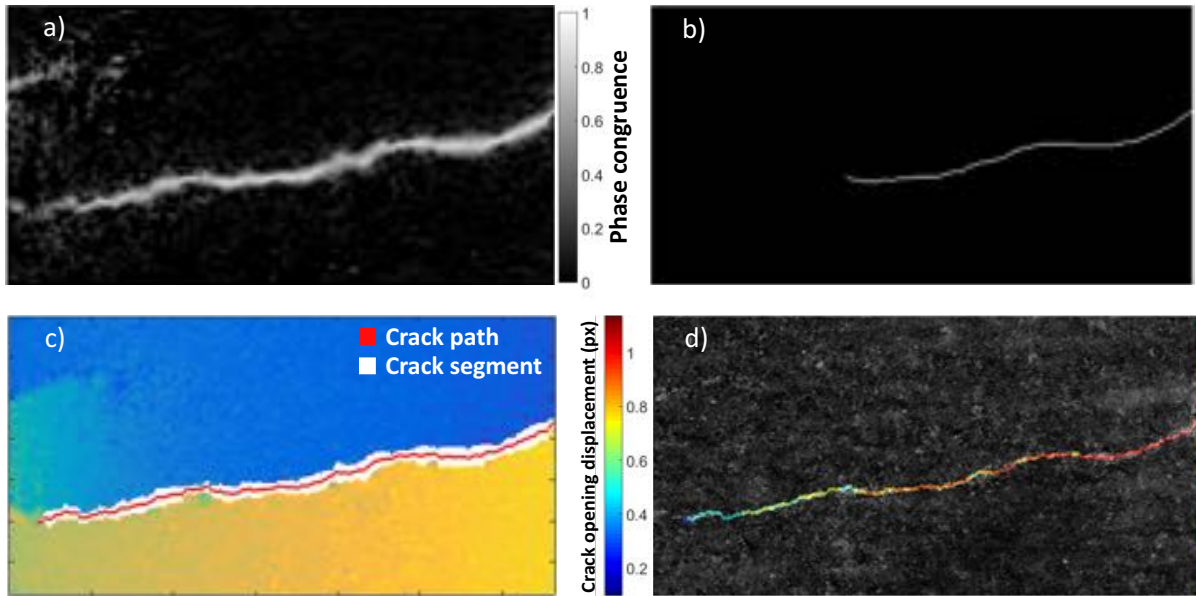 a)
1
0.8
0.6
0.4
0.2
0
Phase congruence
b)
c)
Crack path
Crack segment
Crack opening displacement (px)
1
0.8
0.6
0.4
0.2
d)